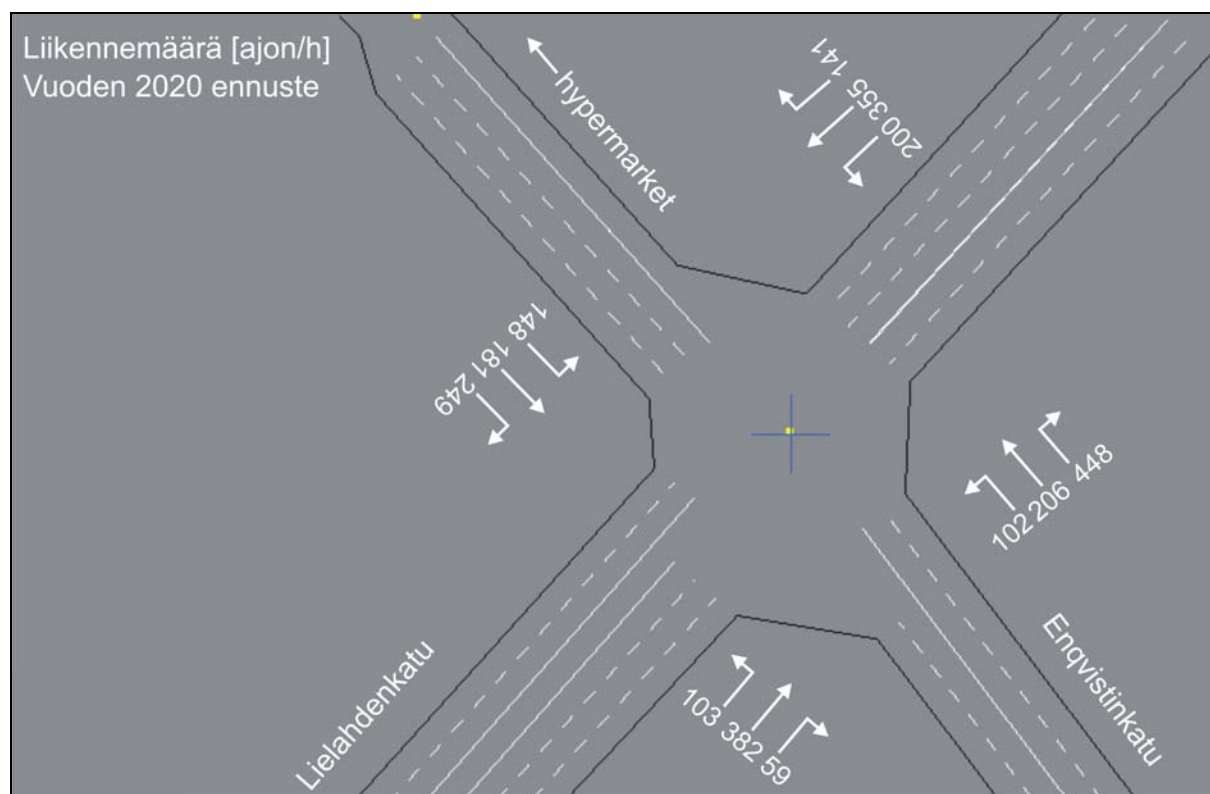 Liikennemäärä [ajon/h]
Vuoden 2020 ennuste
hypermarket
141 355 200
148 181 249
102 206 448
103 382 59
Lielahdenkatu
Enqvistinkatu